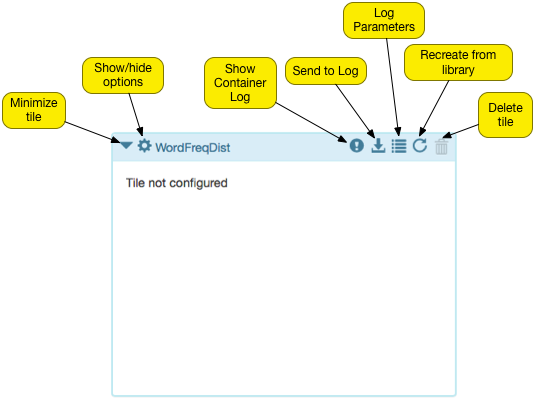 Log
Parameters
Show/hide
options
Show
Container
Log
Send to Log
Recreate from
library
Minimize
tile
Delete
tile
WordFreqDist
Tile not configured